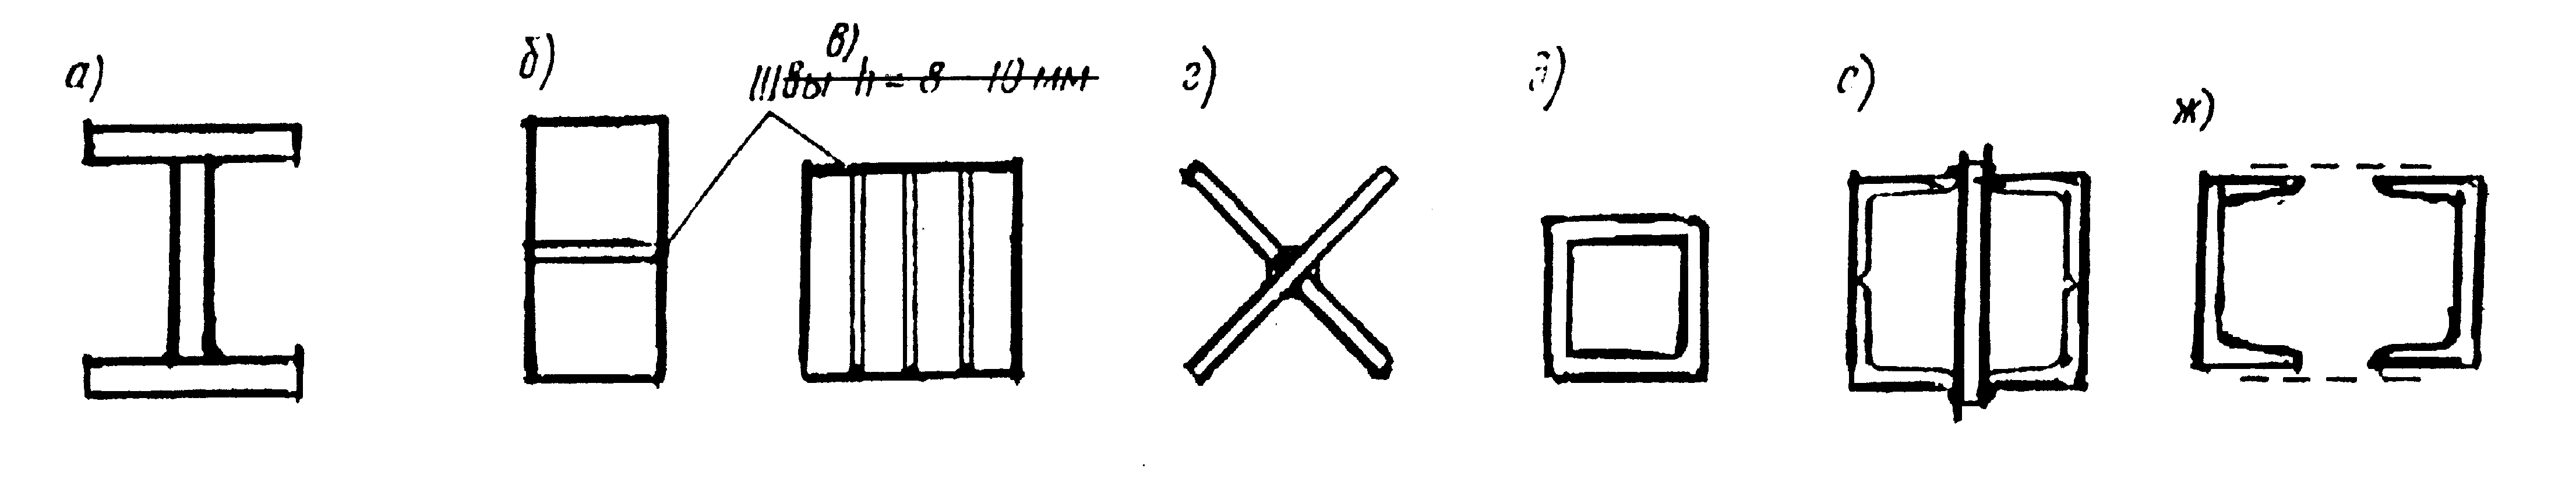 а)
б)
в)
Швы h = 8 - 10 мм
г)
д)
е)
ж)